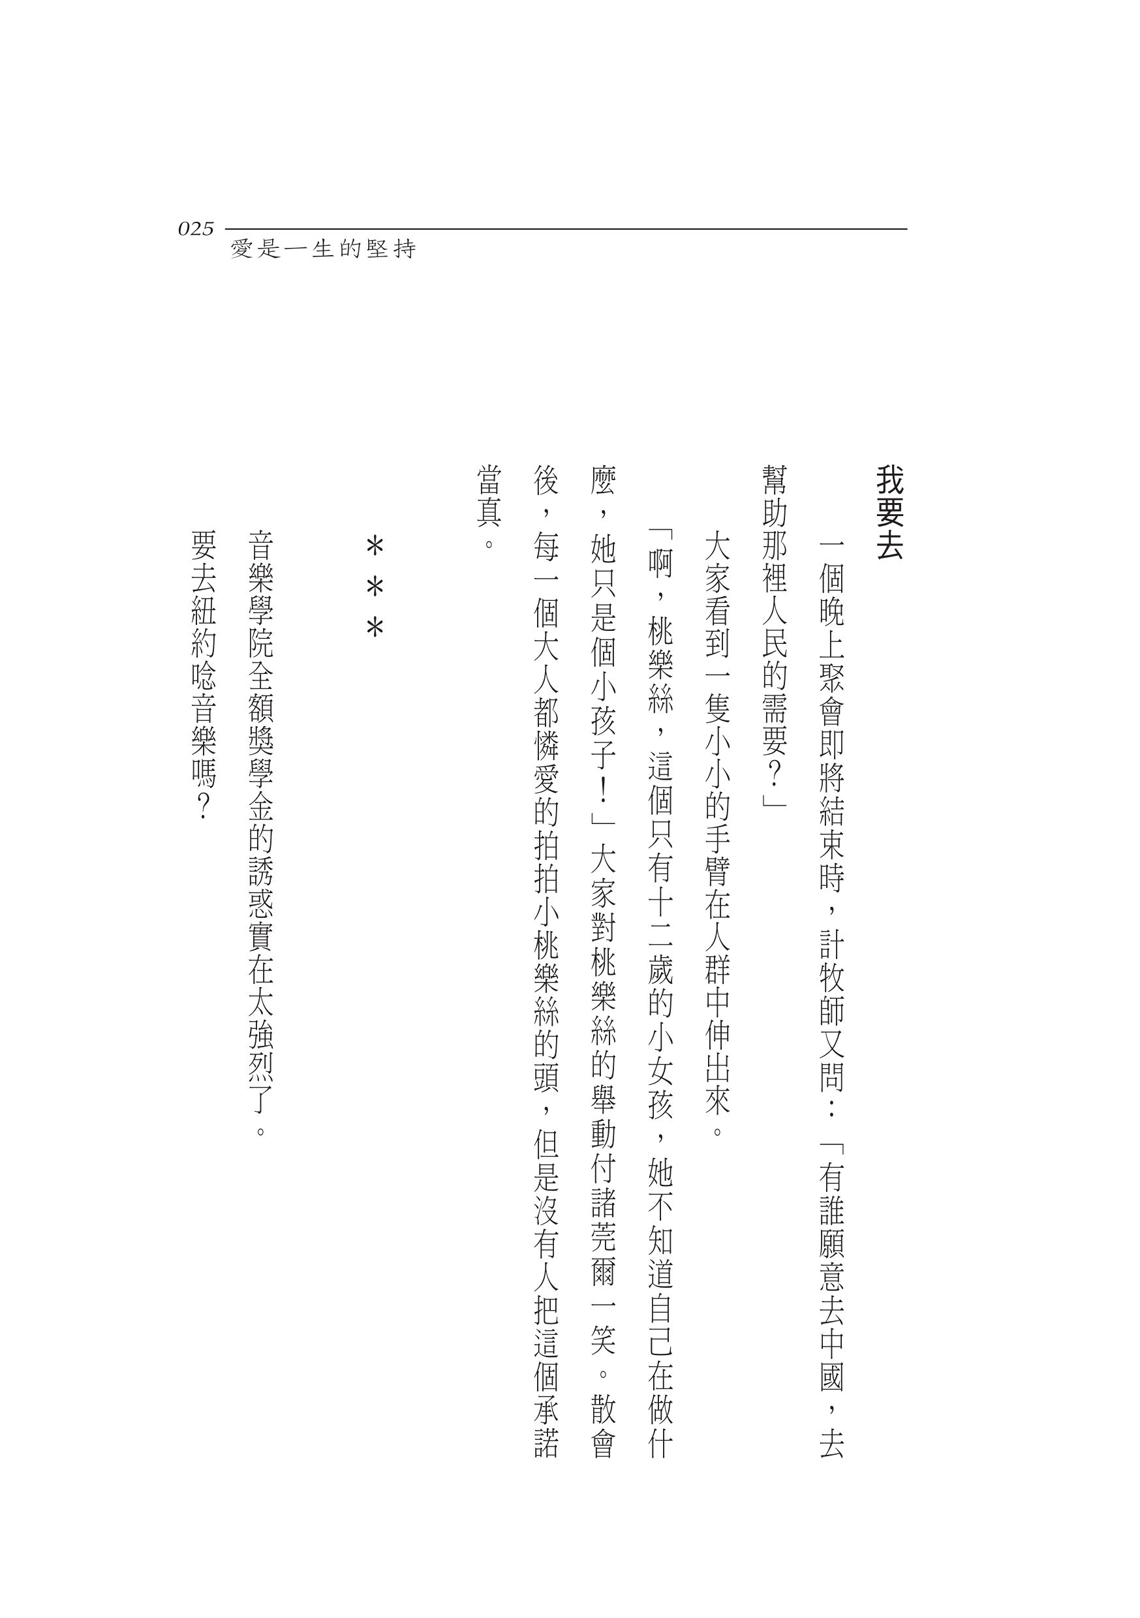 025
愛是一生的堅持
我要去
一個晚上聚會即將結束時，計牧師又問：「有誰願意去中國，去
幫助那裡人民的需要？」
大家看到一隻小小的手臂在人群中伸出來。
「啊，桃樂絲，這個只有十二歲的小女孩，她不知道自己在做什
麼，她只是個小孩子！」大家對桃樂絲的舉動付諸莞爾一笑。散會
後，每一個大人都憐愛的拍拍小桃樂絲的頭，但是沒有人把這個承諾
當真。
＊＊＊
音樂學院全額獎學金的誘惑實在太強烈了。
要去紐約唸音樂嗎？